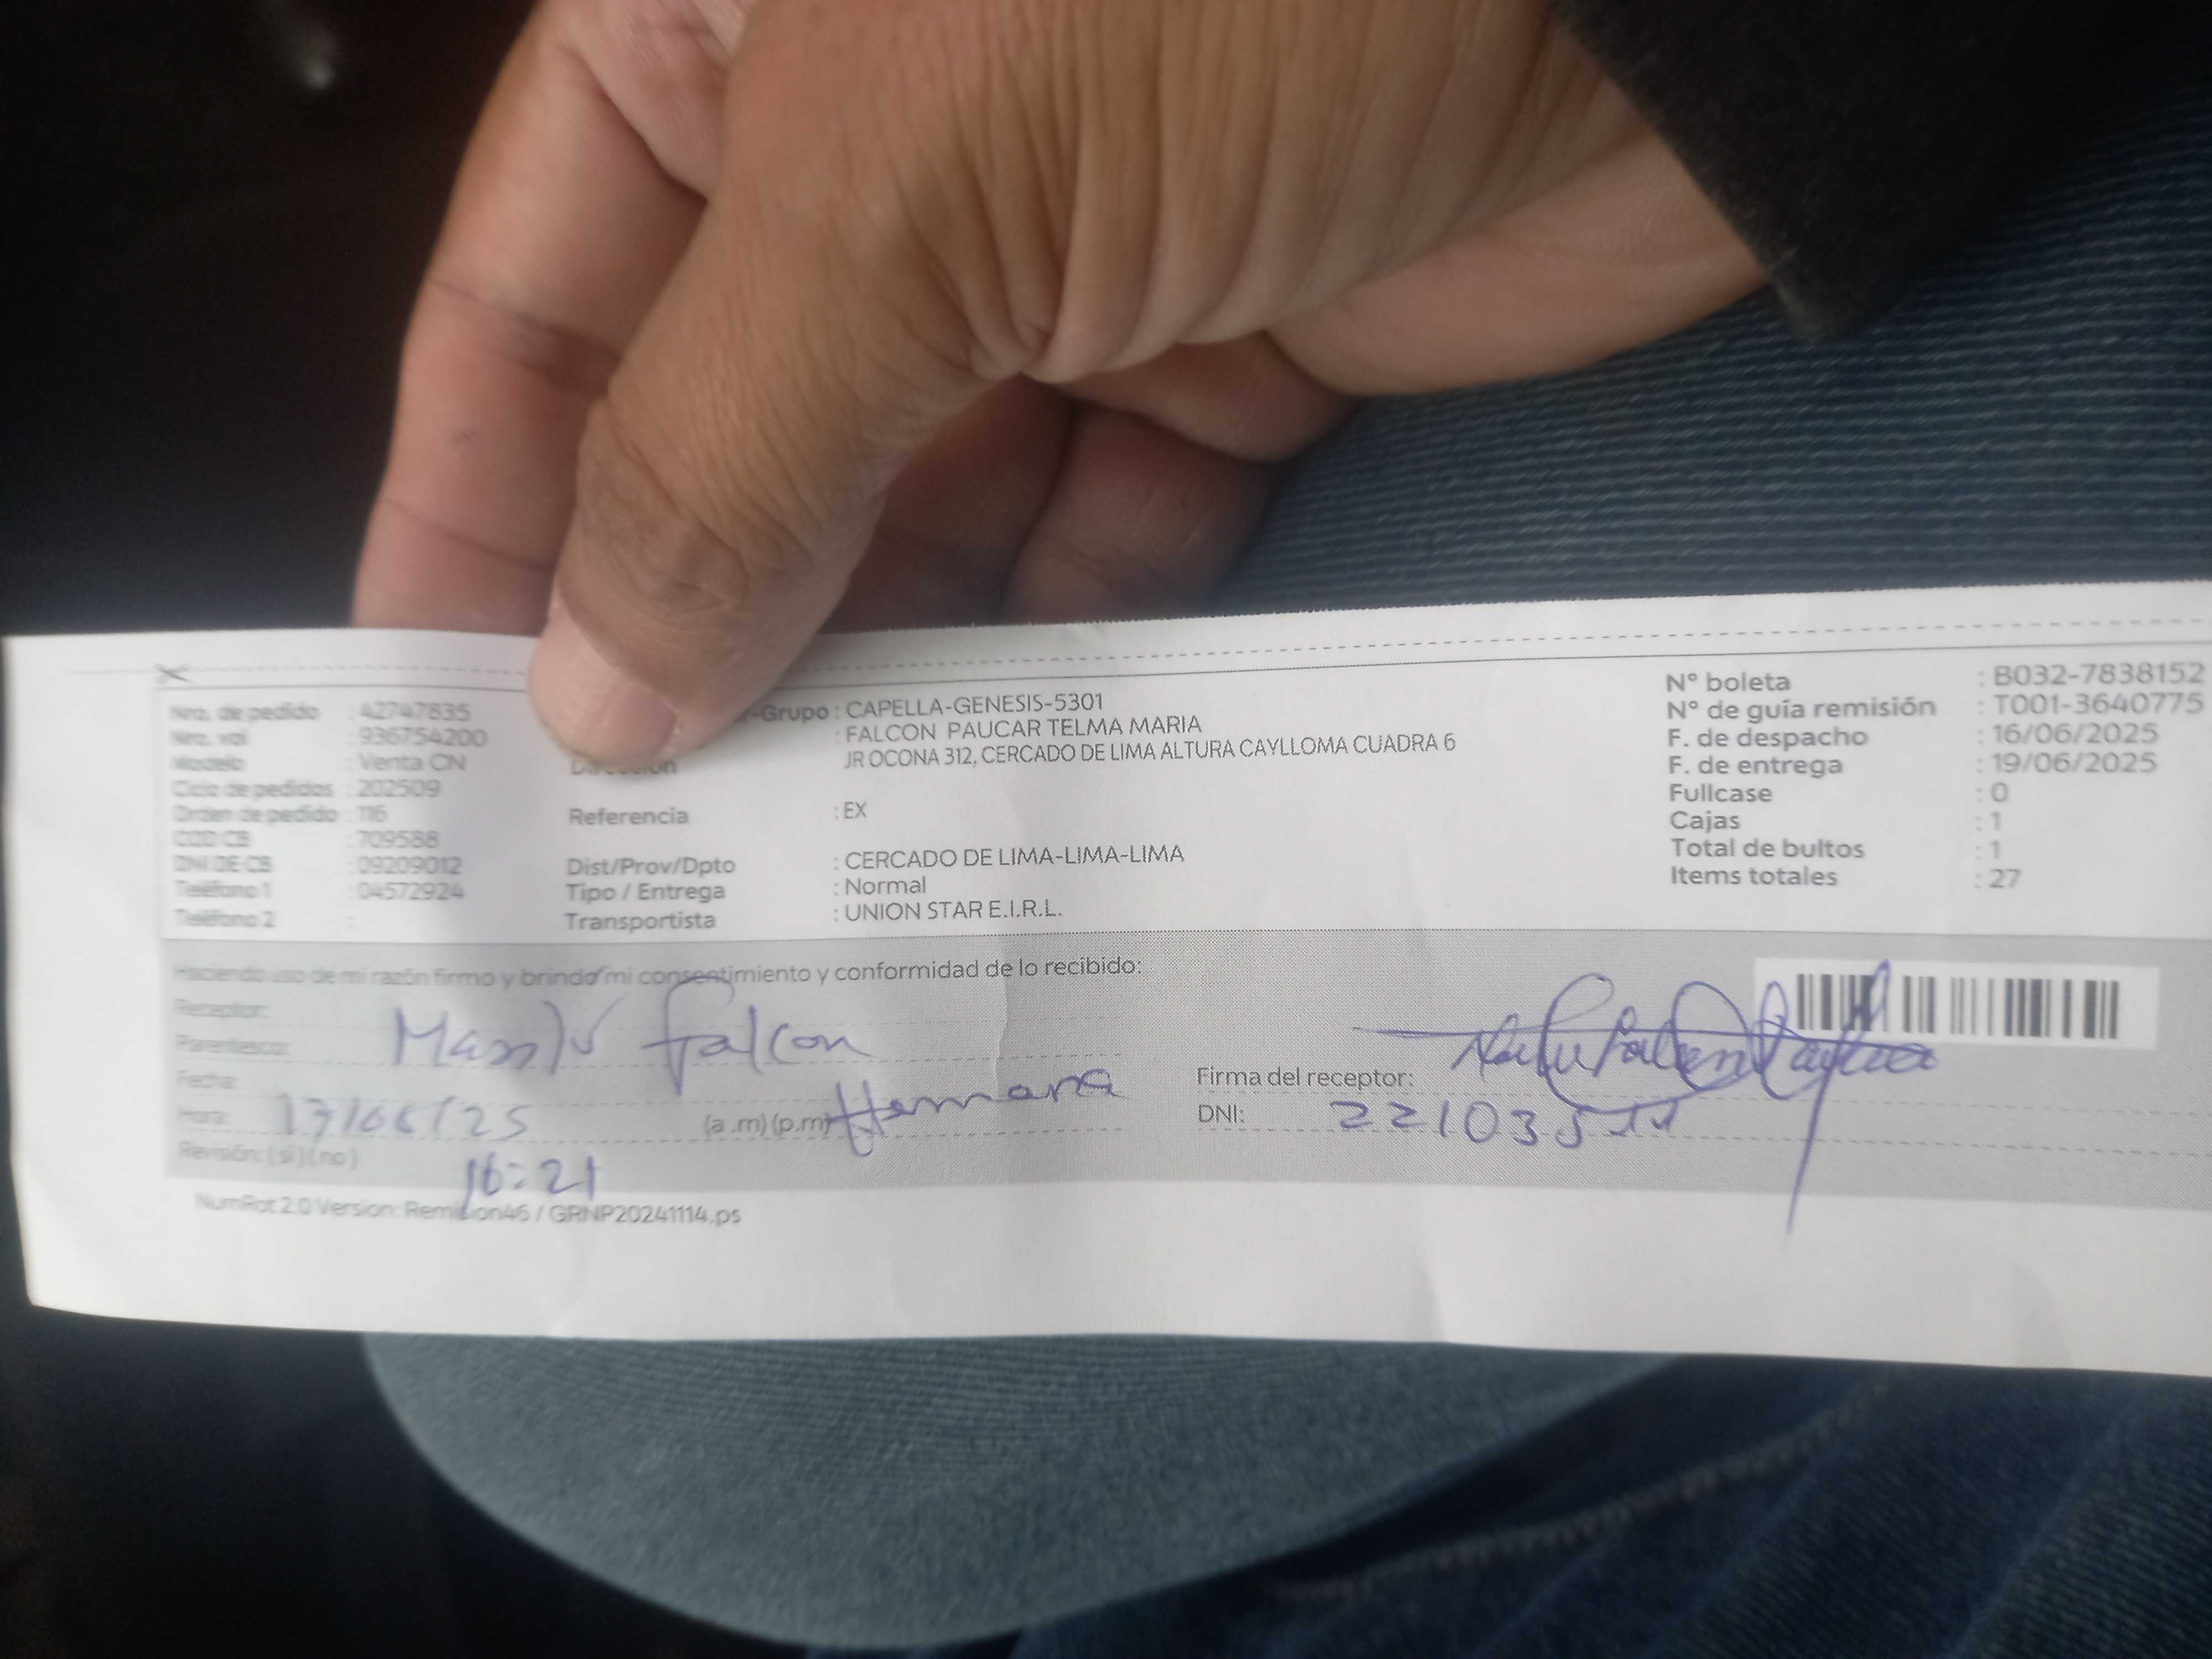 Nro. de pedido : 42747835
Nro. val : 936754200
Modelo : Venta CN
Ciclo de pedidos : 202509
Orden de pedido : 116
COD CB : 709588
DNI DE CB : 09209012
Teléfono 1 : 04572924
Teléfono 2 :
-Grupo : CAPELLA-GENESIS-5301
: FALCON PAUCAR TELMA MARIA
Dirección JR OCONA 312, CERCADO DE LIMA ALTURA CAYLLOMA CUADRA 6
Referencia : EX
Dist/Prov/Dpto : CERCADO DE LIMA-LIMA-LIMA
Tipo / Entrega : Normal
Transportista : UNION STAR E.I.R.L.
N° boleta : B032-7838152
N° de guía remisión : T001-3640775
F. de despacho : 16/06/2025
F. de entrega : 19/06/2025
Fullcase : 0
Cajas : 1
Total de bultos : 1
Items totales : 27
Haciendo uso de mi razón firmo y brindo mi consentimiento y conformidad de lo recibido:
Receptor:
Parentesco: Falcon
Fecha:
Hora: 17/06/25 (a .m) (p.m) Hermana
Revisión: (si) (no) 16:21
Firma del receptor:
DNI:
NumRot 2.0 Version: Remision46 / GRNP20241114.ps